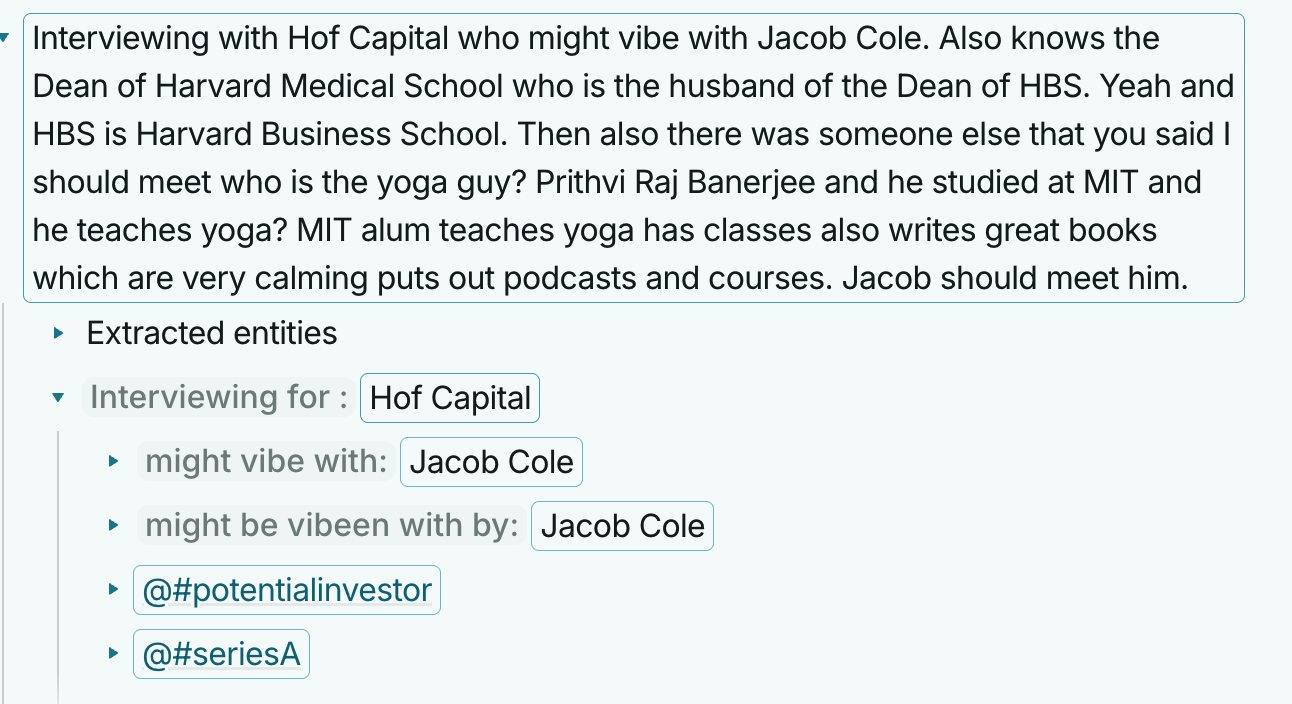 Interviewing with Hof Capital who might vibe with Jacob Cole. Also knows the
Dean of Harvard Medical School who is the husband of the Dean of HBS. Yeah and
HBS is Harvard Business School. Then also there was someone else that you said I
should meet who is the yoga guy? Prithvi Raj Banerjee and he studied at MIT and
he teaches yoga? MIT alum teaches yoga has classes also writes great books
which are very calming puts out podcasts and courses. Jacob should meet him.
Extracted entities
Interviewing for : Hof Capital
might vibe with: Jacob Cole
might be vibeen with by: Jacob Cole
@#potentialinvestor
@#seriesA